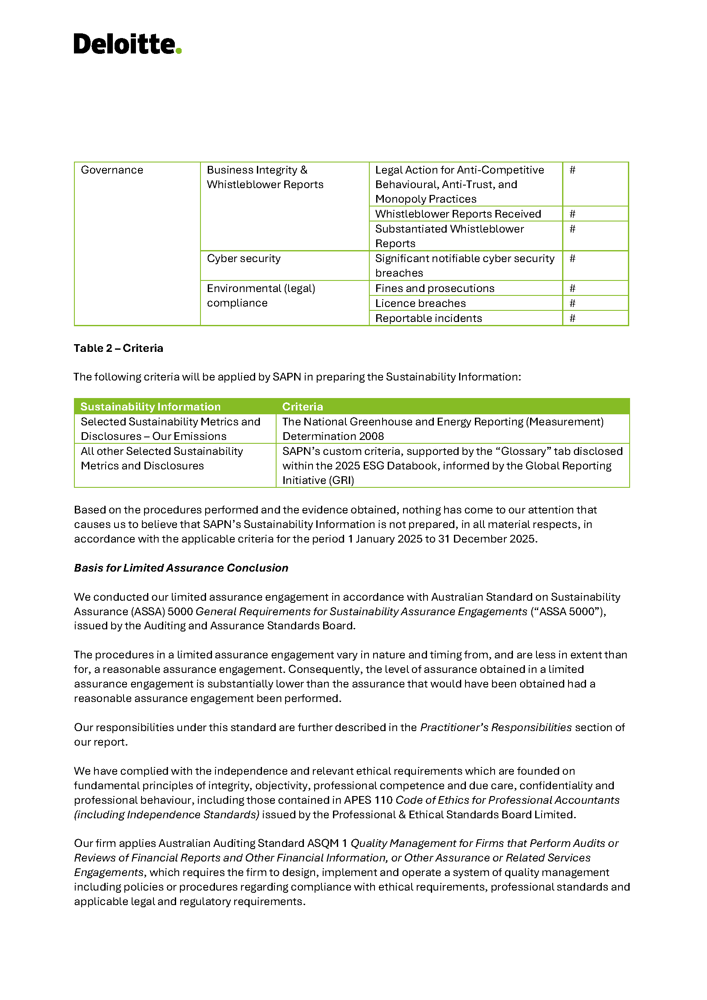 Deloitte.
Governance
Business Integrity &
Whistleblower Reports
Legal Action for Anti-Competitive
Behavioural, Anti-Trust, and
Monopoly Practices
#
Whistleblower Reports Received
#
Substantiated Whistleblower
Reports
#
Cyber security
Significant notifiable cyber security
breaches
#
Environmental (legal)
compliance
Fines and prosecutions
#
Licence breaches
#
Reportable incidents
#
Table 2 – Criteria
The following criteria will be applied by SAPN in preparing the Sustainability Information:
Sustainability Information
Criteria
Selected Sustainability Metrics and
Disclosures – Our Emissions
The National Greenhouse and Energy Reporting (Measurement)
Determination 2008
All other Selected Sustainability
Metrics and Disclosures
SAPN’s custom criteria, supported by the “Glossary” tab disclosed
within the 2025 ESG Databook, informed by the Global Reporting
Initiative (GRI)
Based on the procedures performed and the evidence obtained, nothing has come to our attention that
causes us to believe that SAPN’s Sustainability Information is not prepared, in all material respects, in
accordance with the applicable criteria for the period 1 January 2025 to 31 December 2025.
Basis for Limited Assurance Conclusion
We conducted our limited assurance engagement in accordance with Australian Standard on Sustainability
Assurance (ASSA) 5000 General Requirements for Sustainability Assurance Engagements (“ASSA 5000”),
issued by the Auditing and Assurance Standards Board.
The procedures in a limited assurance engagement vary in nature and timing from, and are less in extent than
for, a reasonable assurance engagement. Consequently, the level of assurance obtained in a limited
assurance engagement is substantially lower than the assurance that would have been obtained had a
reasonable assurance engagement been performed.
Our responsibilities under this standard are further described in the Practitioner’s Responsibilities section of
our report.
We have complied with the independence and relevant ethical requirements which are founded on
fundamental principles of integrity, objectivity, professional competence and due care, confidentiality and
professional behaviour, including those contained in APES 110 Code of Ethics for Professional Accountants
(including Independence Standards) issued by the Professional & Ethical Standards Board Limited.
Our firm applies Australian Auditing Standard ASQM 1 Quality Management for Firms that Perform Audits or
Reviews of Financial Reports and Other Financial Information, or Other Assurance or Related Services
Engagements, which requires the firm to design, implement and operate a system of quality management
including policies or procedures regarding compliance with ethical requirements, professional standards and
applicable legal and regulatory requirements.